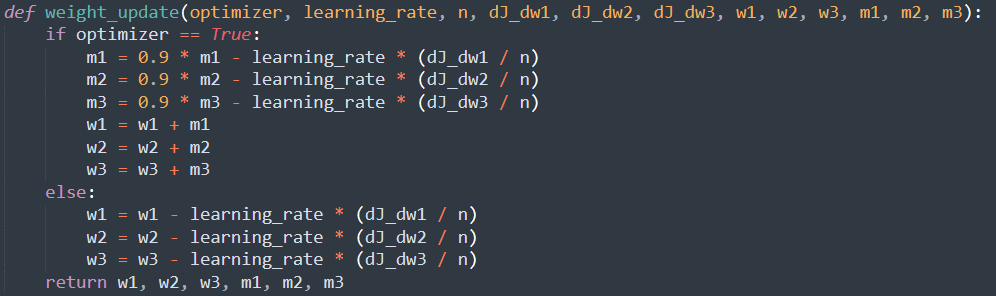 def weight_update(optimizer, learning_rate, n, dJ_dw1, dJ_dw2, dJ_dw3, w1, w2, w3, m1, m2, m3):
    if optimizer == True:
        m1 = 0.9 * m1 - learning_rate * (dJ_dw1 / n)
        m2 = 0.9 * m2 - learning_rate * (dJ_dw2 / n)
        m3 = 0.9 * m3 - learning_rate * (dJ_dw3 / n)
        w1 = w1 + m1
        w2 = w2 + m2
        w3 = w3 + m3
    else:
        w1 = w1 - learning_rate * (dJ_dw1 / n)
        w2 = w2 - learning_rate * (dJ_dw2 / n)
        w3 = w3 - learning_rate * (dJ_dw3 / n)
    return w1, w2, w3, m1, m2, m3